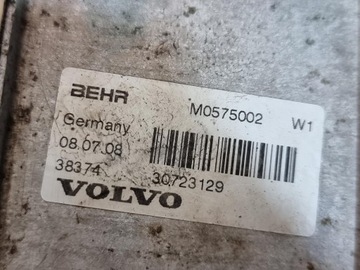 BEHR M0575002 W1
Germany
08.07.08
38374 30723129
VOLVO